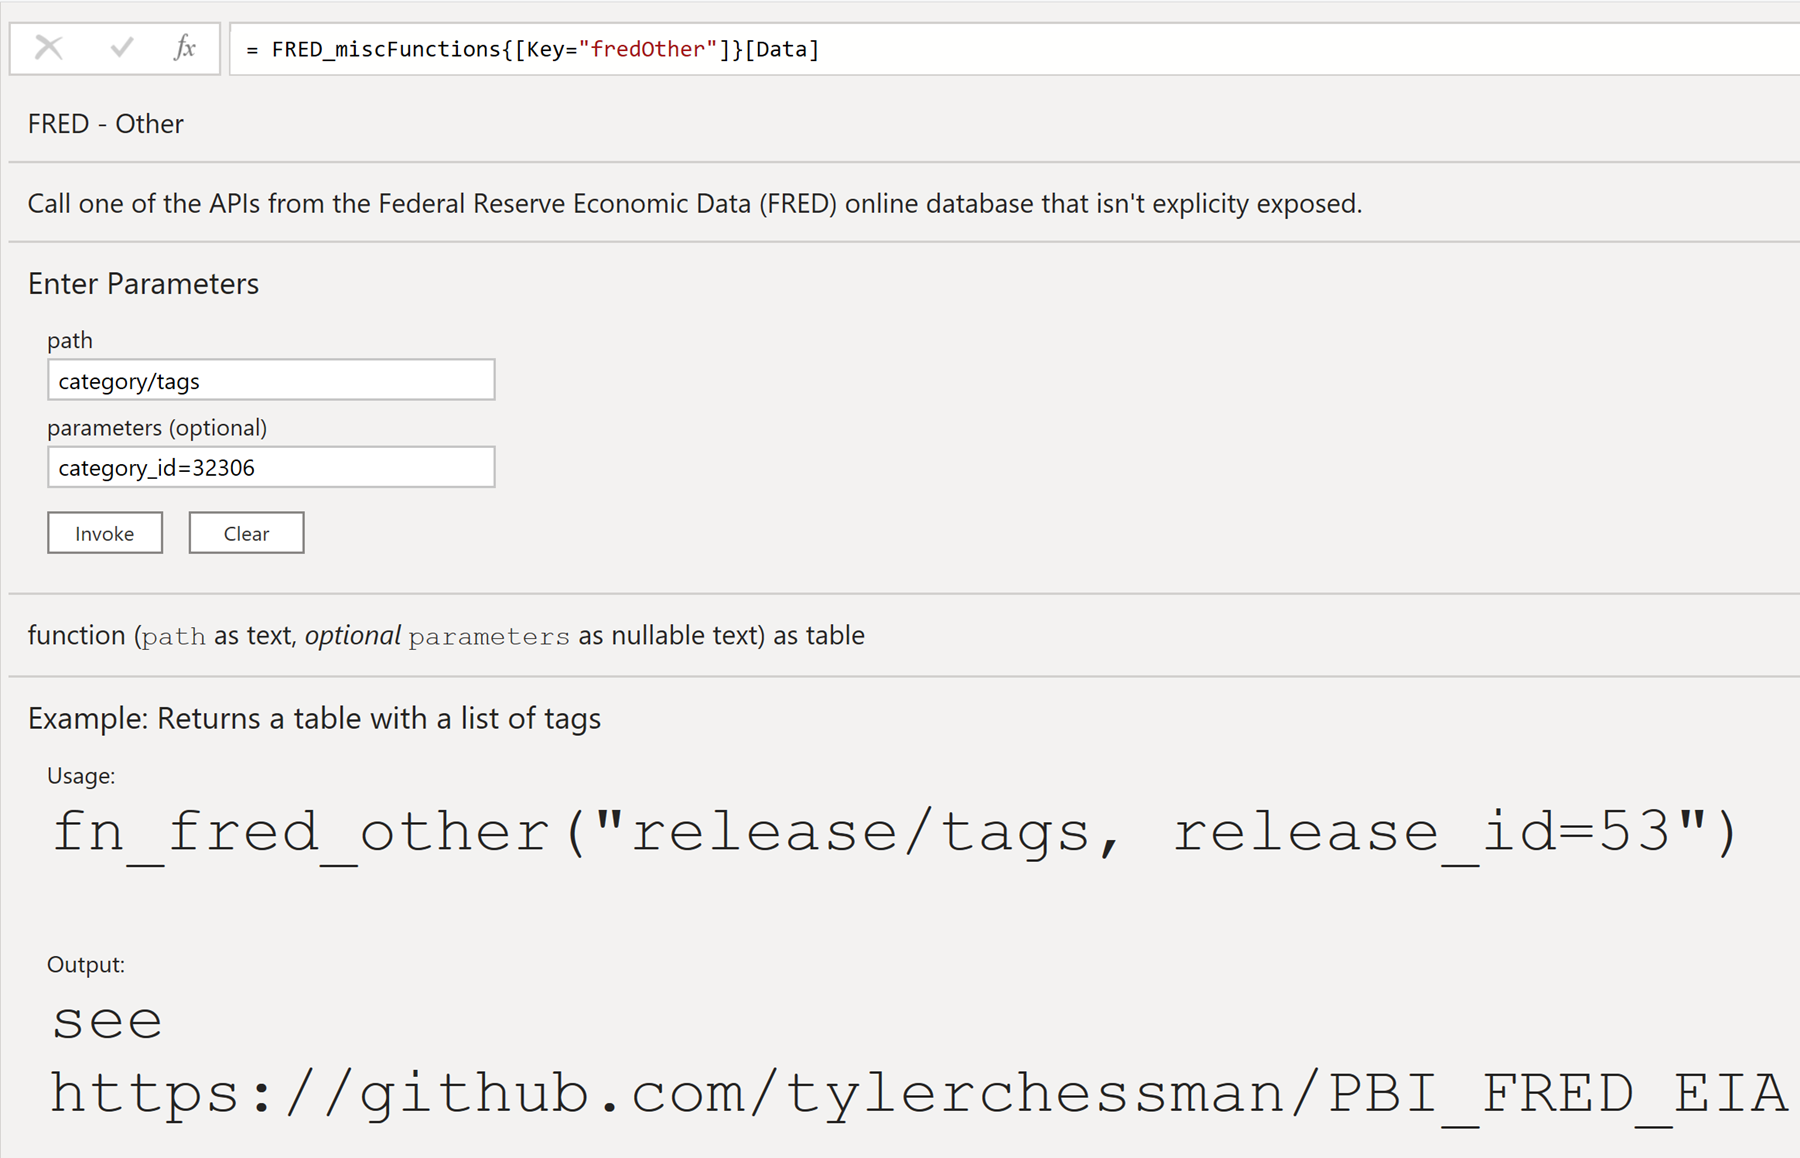 fx = FRED_miscFunctions{[Key="fredOther"]}[Data]
FRED - Other
Call one of the APIs from the Federal Reserve Economic Data (FRED) online database that isn't explicity exposed.
Enter Parameters
path
category/tags
parameters (optional)
category_id=32306
Invoke Clear
function (path as text, optional parameters as nullable text) as table
Example: Returns a table with a list of tags
Usage:
fn_fred_other("release/tags, release_id=53")
Output:
see
https://github.com/tylerchessman/PBI_FRED_EIA